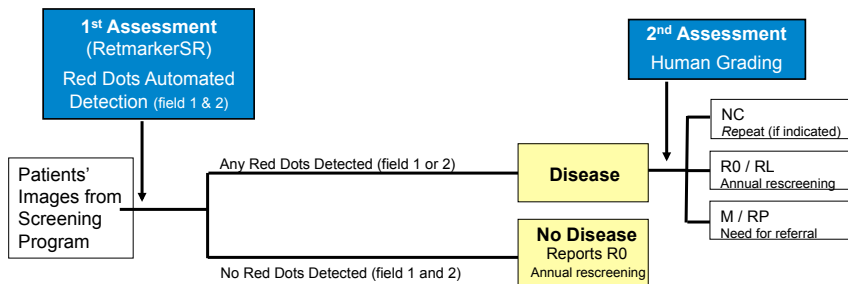 1st Assessment
(RetmarkerSR)
Red Dots Automated
Detection (field 1 & 2)
2nd Assessment
Human Grading
Patients'
Images from
Screening
Program
Any Red Dots Detected (field 1 or 2)
No Red Dots Detected (field 1 and 2)
Disease
No Disease
Reports R0
Annual rescreening
NC
Repeat (if indicated)
R0 / RL
Annual rescreening
M / RP
Need for referral